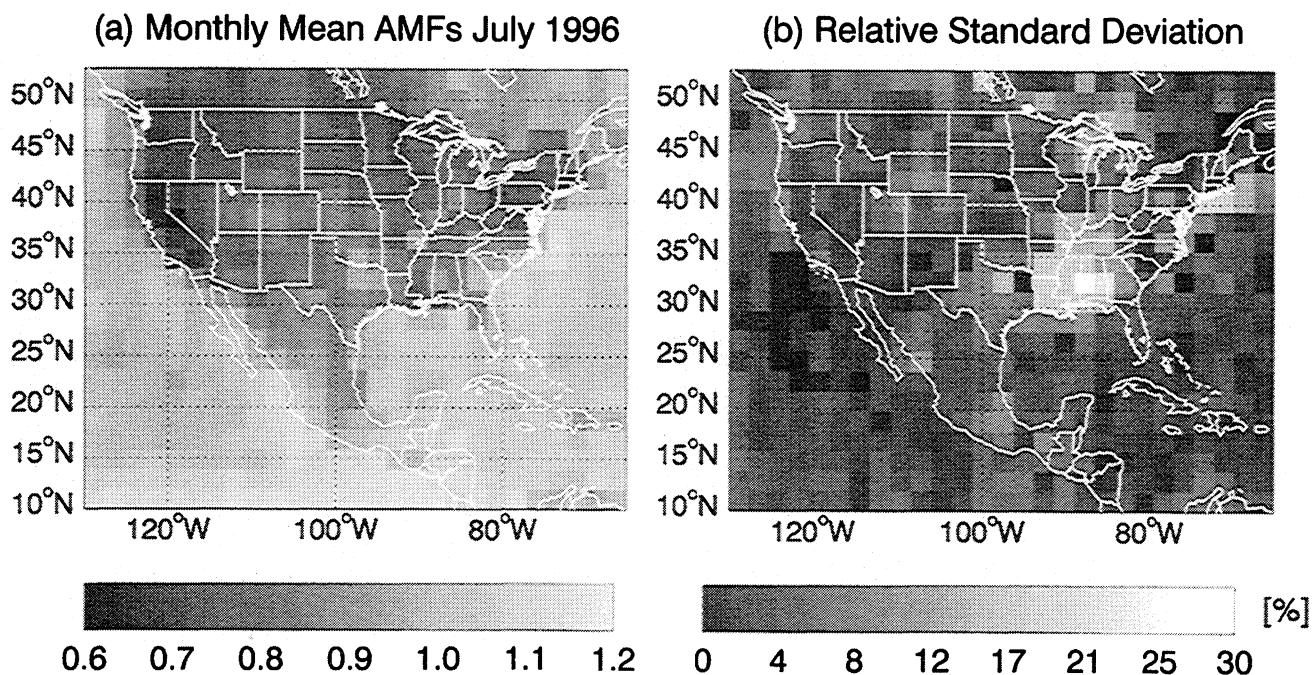 (a) Monthly Mean AMFs July 1996
50°N
45°N
40°N
35°N
30°N
25°N
20°N
15°N
10°N
120°W 100°W 80°W
0.6 0.7 0.8 0.9 1.0 1.1 1.2
(b) Relative Standard Deviation
50°N
45°N
40°N
35°N
30°N
25°N
20°N
15°N
10°N
120°W 100°W 80°W
[%]
0 4 8 12 17 21 25 30